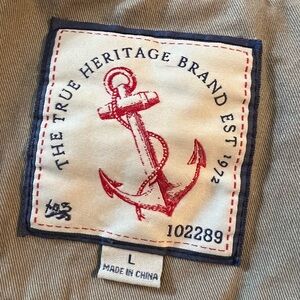 THE TRUE HERITAGE BRAND EST 1972
102289
L
MADE IN CHINA